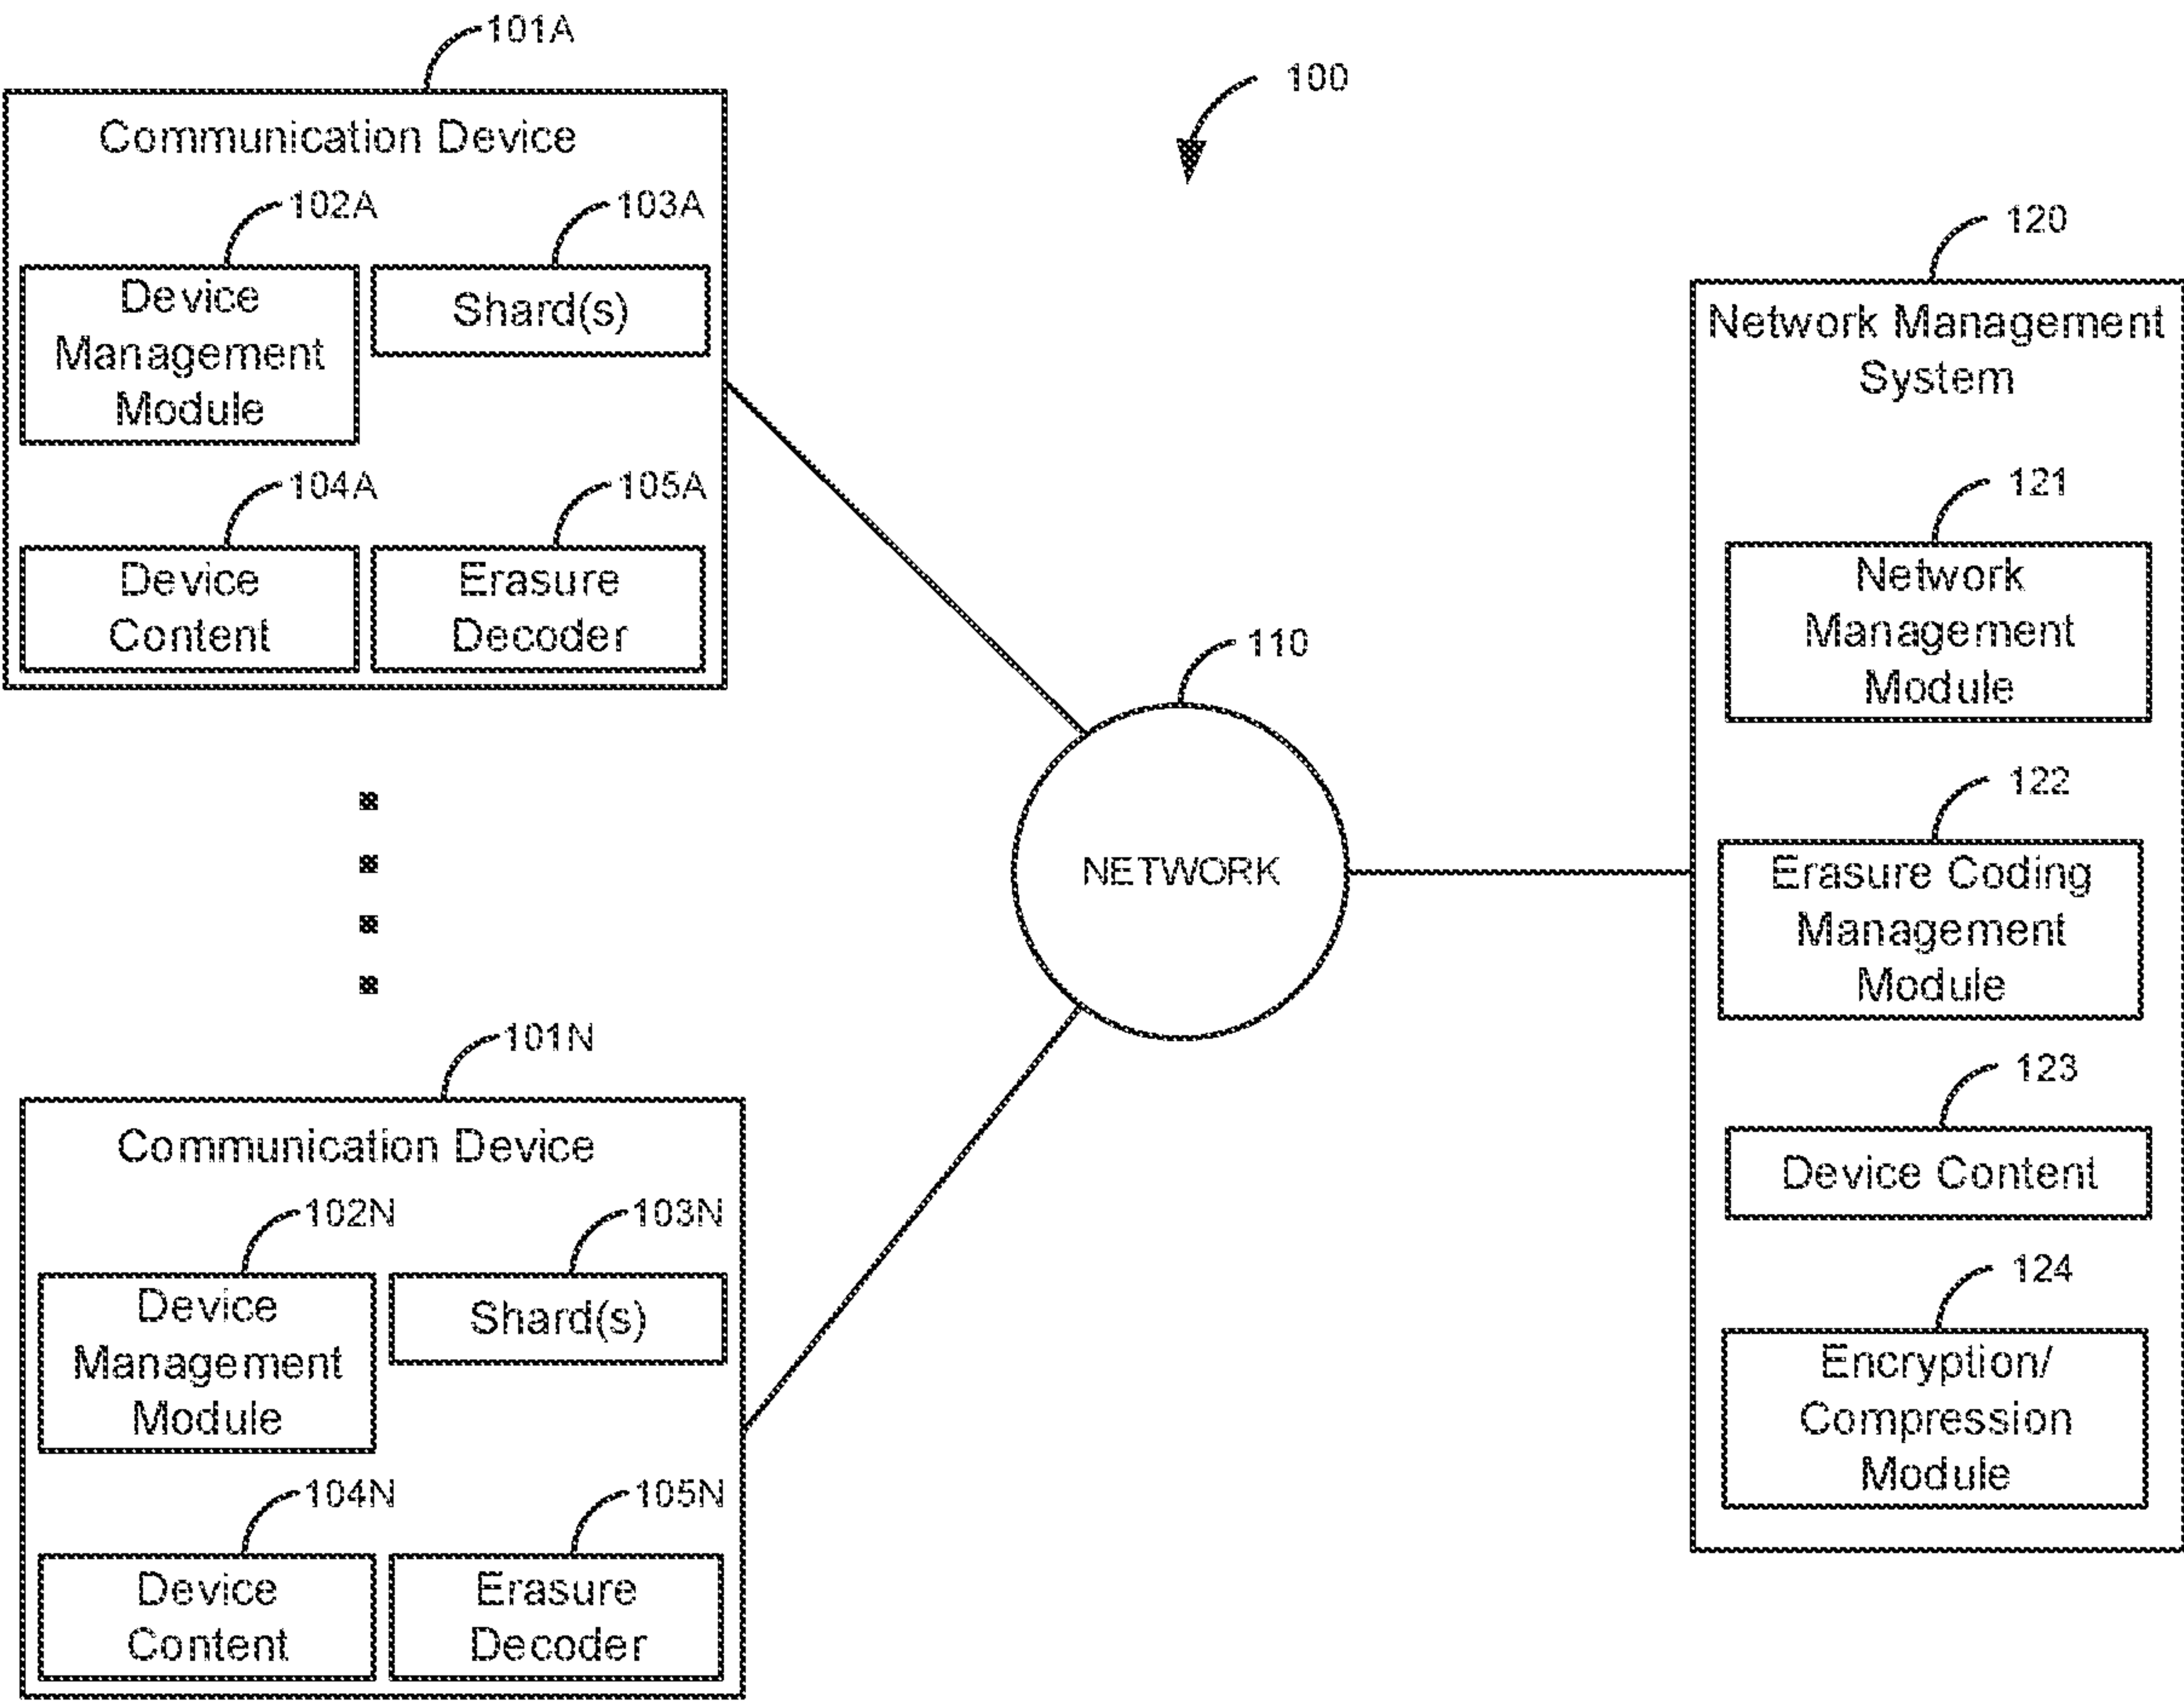 101A
Communication Device
102A
103A
Device
Management
Module
Shard(s)
104A
105A
Device
Content
Erasure
Decoder
100
110
NETWORK
101N
Communication Device
102N
103N
Device
Management
Module
Shard(s)
104N
105N
Device
Content
Erasure
Decoder
120
Network Management
System
121
Network
Management
Module
122
Erasure Coding
Management
Module
123
Device Content
124
Encryption/
Compression
Module